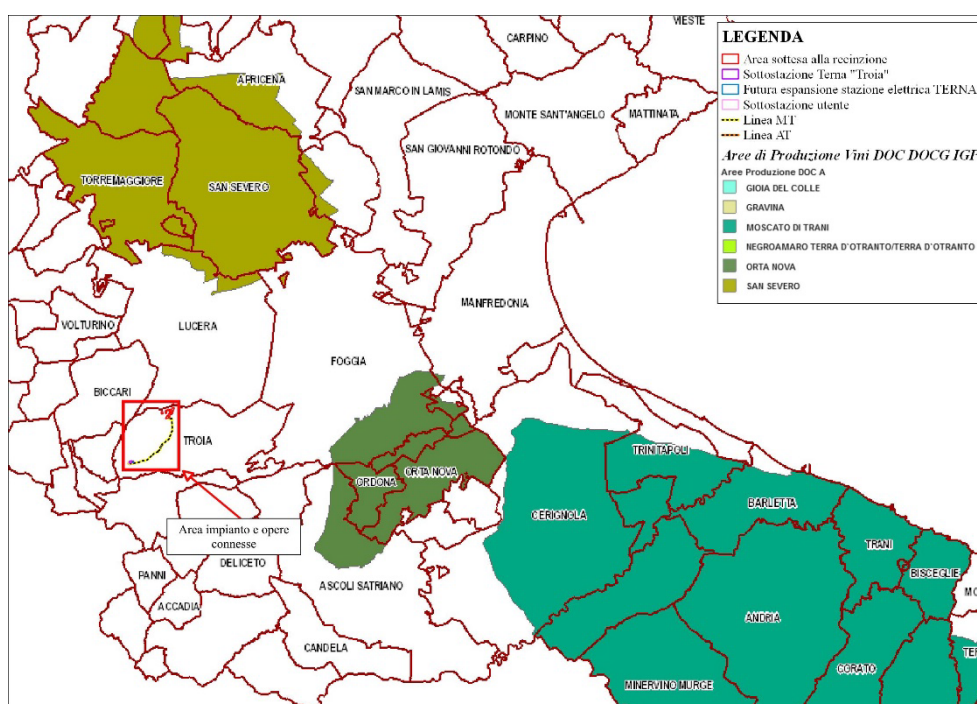 VIESTE
CARPINO
APRICENA
SAN MARCO IN LAMIS
MONTE SANT'ANGELO
MATTINATA
SAN GIOVANNI ROTONDO
TORREMAGGIORE
SAN SEVERO
MANFREDONIA
VOLTURINO
LUCERA
FOGGIA
BICCARI
TROIA
ORTA NOVA
ORDONA
TRINITAPOLI
CERIGNOLA
BARLETTA
TRANI
BISCEGLIE
Area impianto e opere
connesse
DELICETO
PANNI
ASCOLI SATRIANO
ACCADIA
ANDRIA
CANDELA
CORATO
MINERVINO MURGE
LEGENDA
Area sottesa alla recinzione
Sottostazione Terna "Troia"
Futura espansione stazione elettrica TERNA
Sottostazione utente
Linea MT
Linea AT
Aree di Produzione Vini DOC DOCG IGP
Aree Produzione DOC A
GIOIA DEL COLLE
GRAVINA
MOSCATO DI TRANI
NEGROAMARO TERRA D'OTRANTO/TERRA D'OTRANTO
ORTA NOVA
SAN SEVERO